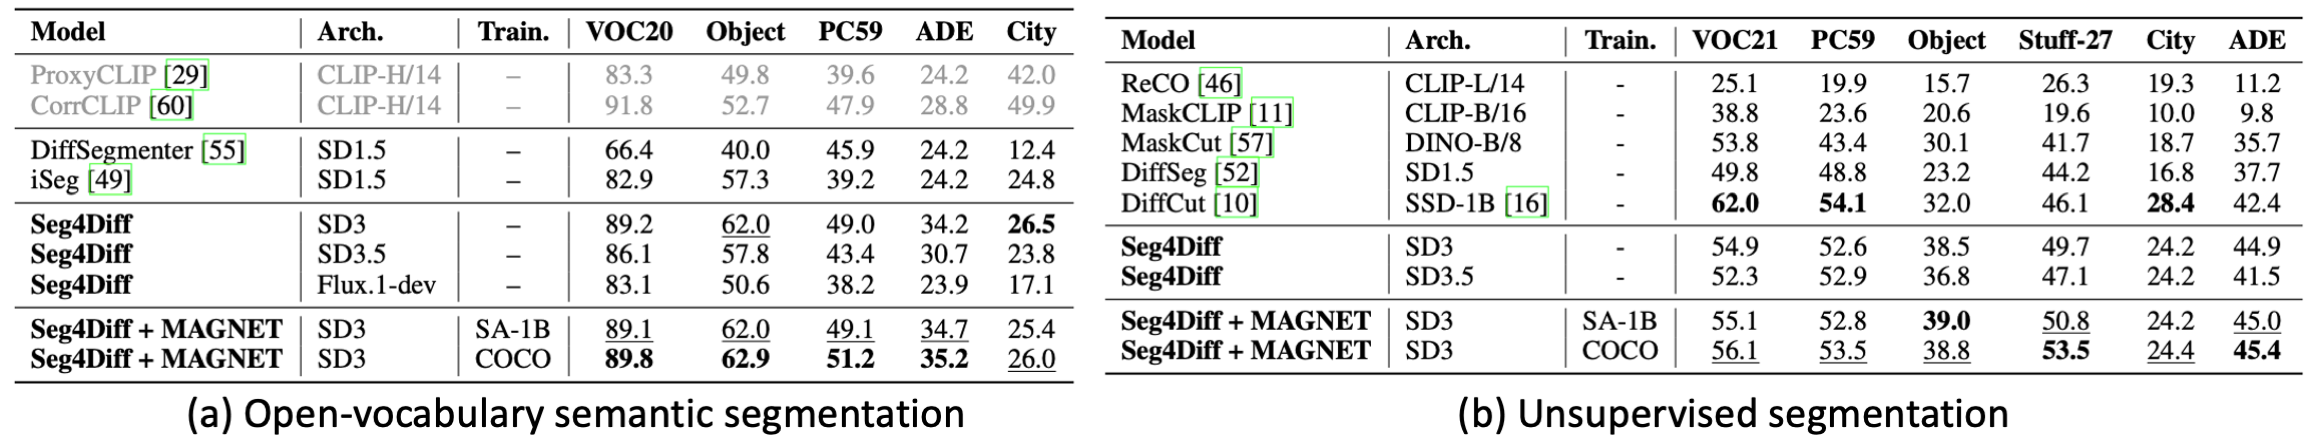 Model Arch. Train. VOC20 Object PC59 ADE City
ProxyCLIP [29] CLIP-H/14 – 83.3 49.8 39.6 24.2 42.0
CorrCLIP [60] CLIP-H/14 – 91.8 52.7 47.9 28.8 49.9
DiffSegmenter [55] SD1.5 – 66.4 40.0 45.9 24.2 12.4
iSeg [49] SD1.5 – 82.9 57.3 39.2 24.2 24.8
Seg4Diff SD3 – 89.2 62.0 49.0 34.2 26.5
Seg4Diff SD3.5 – 86.1 57.8 43.4 30.7 23.8
Seg4Diff Flux.1-dev – 83.1 50.6 38.2 23.9 17.1
Seg4Diff + MAGNET SD3 SA-1B 89.1 62.0 49.1 34.7 25.4
Seg4Diff + MAGNET SD3 COCO 89.8 62.9 51.2 35.2 26.0
(a) Open-vocabulary semantic segmentation
Model Arch. Train. VOC21 PC59 Object Stuff-27 City ADE
ReCO [46] CLIP-L/14 - 25.1 19.9 15.7 26.3 19.3 11.2
MaskCLIP [11] CLIP-B/16 - 38.8 23.6 20.6 19.6 10.0 9.8
MaskCut [57] DINO-B/8 - 53.8 43.4 30.1 41.7 18.7 35.7
DiffSeg [52] SD1.5 - 49.8 48.8 23.2 44.2 16.8 37.7
DiffCut [10] SSD-1B [16] - 62.0 54.1 32.0 46.1 28.4 42.4
Seg4Diff SD3 - 54.9 52.6 38.5 49.7 24.2 44.9
Seg4Diff SD3.5 - 52.3 52.9 36.8 47.1 24.2 41.5
Seg4Diff + MAGNET SD3 SA-1B 55.1 52.8 39.0 50.8 24.2 45.0
Seg4Diff + MAGNET SD3 COCO 56.1 53.5 38.8 53.5 24.4 45.4
(b) Unsupervised segmentation